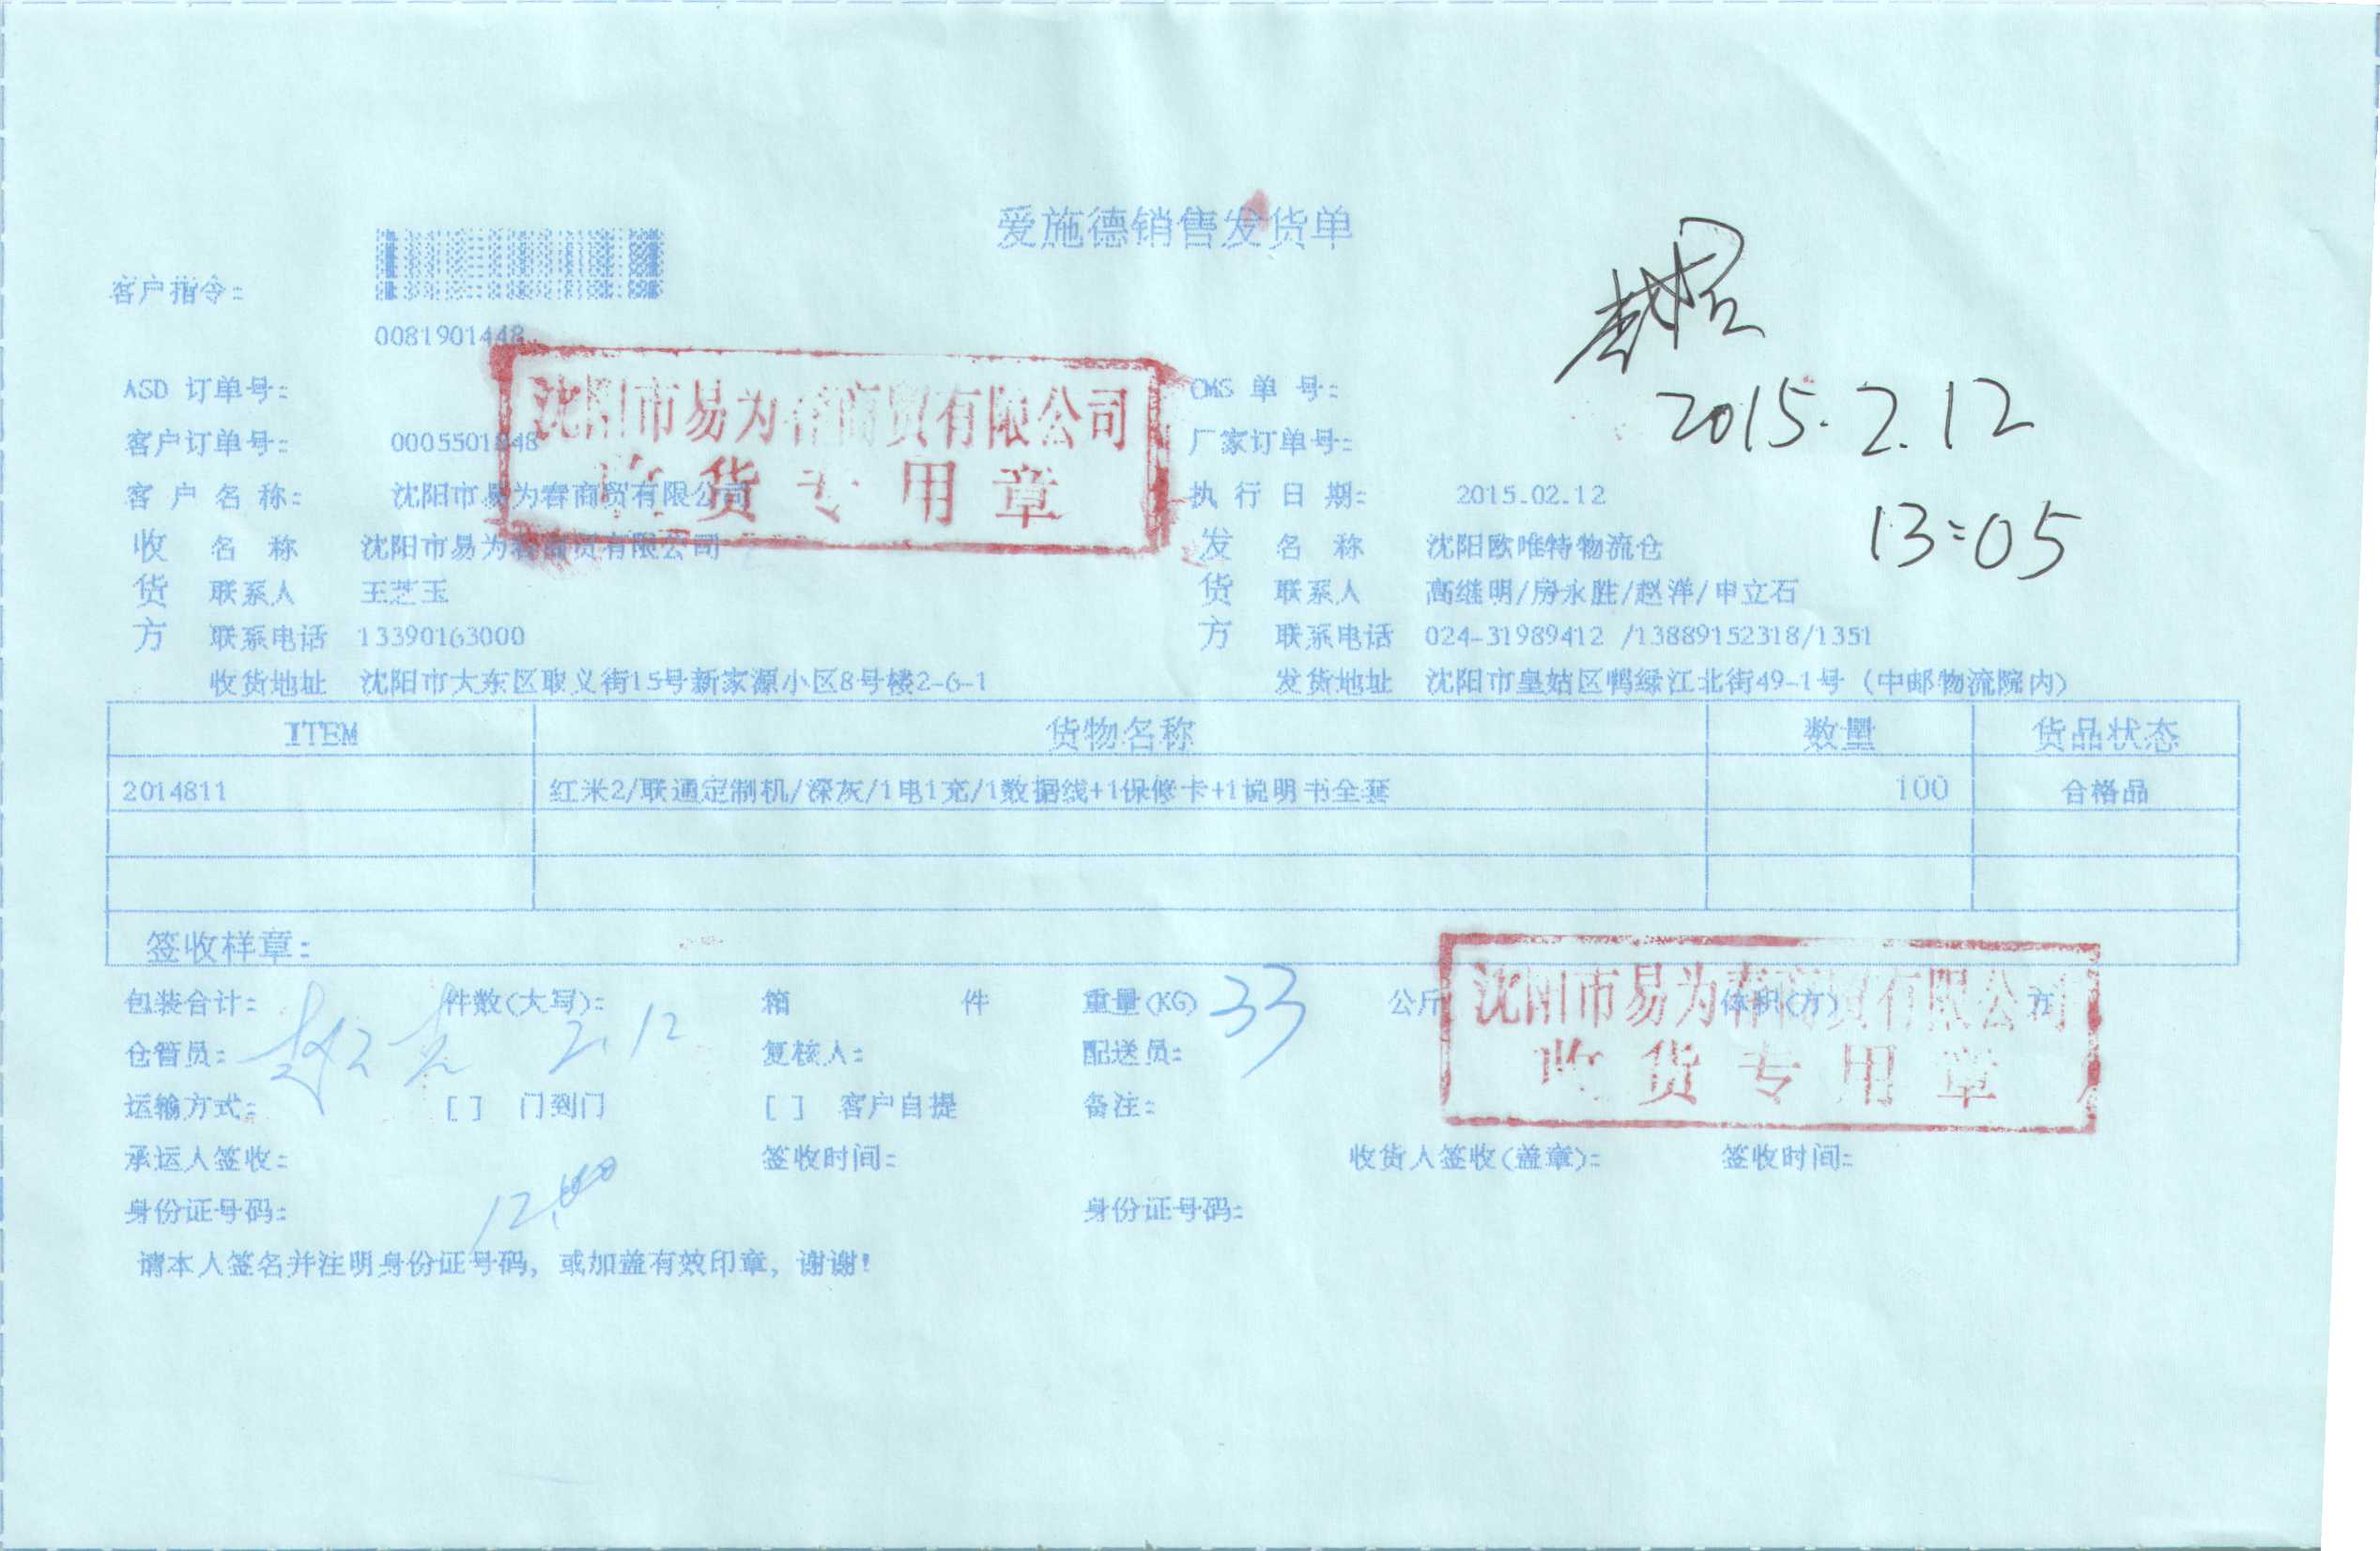 爱施德销售发货单
客户指令:
0081901448
2015.2.12
13:05
沈阳市易为春商贸有限公司
收货专用章
ASD 订单号: CMS 单 号:
客户订单号: 厂家订单号:
客 户 名 称: 沈阳市易为春商贸有限公司 执 行 日 期: 2015.02.12
收货方 发货方
名 称 沈阳市易为春商贸有限公司 名 称 沈阳欧唯特物流仓
联系人 王芝玉 联系人 高继明/房永胜/赵洋/申立石
联系电话 13390163000 联系电话 024-31989412 /13889152318/1351
收货地址 沈阳市大东区取义街15号新家源小区8号楼2-6-1 发货地址 沈阳市皇姑区鸭绿江北街49-1号 (中邮物流院内)
ITEM 货物名称 数量 货品状态
2014811 红米2/联通定制机/深灰/1电1充/1数据线+1保修卡+1说明书全套 100 合格品
签收样章:
包装合计: 件数(大写): 箱 件 重量(KG) 33 公斤 体积(方) 方
仓管员: 2.12 复核人: 配送员:
沈阳市易为春商贸有限公司
收货专用章
运输方式: [ ] 门到门 [ ] 客户自提 备注:
承运人签收: 签收时间: 收货人签收(盖章): 签收时间:
身份证号码: 身份证号码:
请本人签名并注明身份证号码, 或加盖有效印章, 谢谢!